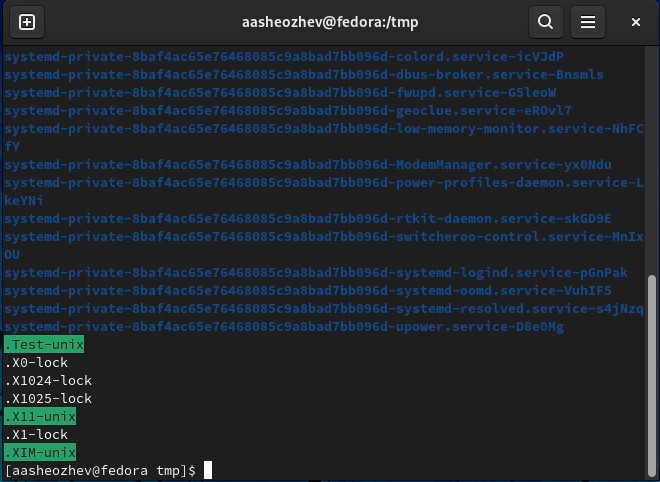 aasheozhev@fedora:/tmp
systemd-private-8baf4ac65e76468085c9a8bad7bb096d-colord.service-icVJdP
systemd-private-8baf4ac65e76468085c9a8bad7bb096d-dbus-broker.service-Bnsmls
systemd-private-8baf4ac65e76468085c9a8bad7bb096d-fwupd.service-G5leoW
systemd-private-8baf4ac65e76468085c9a8bad7bb096d-geoclue.service-eROvl7
systemd-private-8baf4ac65e76468085c9a8bad7bb096d-low-memory-monitor.service-NhFC
fY
systemd-private-8baf4ac65e76468085c9a8bad7bb096d-ModemManager.service-yx0Ndu
systemd-private-8baf4ac65e76468085c9a8bad7bb096d-power-profiles-daemon.service-L
keYNi
systemd-private-8baf4ac65e76468085c9a8bad7bb096d-rtkit-daemon.service-skGD9E
systemd-private-8baf4ac65e76468085c9a8bad7bb096d-switcheroo-control.service-MnIx
OU
systemd-private-8baf4ac65e76468085c9a8bad7bb096d-systemd-logind.service-pGnPak
systemd-private-8baf4ac65e76468085c9a8bad7bb096d-systemd-oomd.service-VuhIF5
systemd-private-8baf4ac65e76468085c9a8bad7bb096d-systemd-resolved.service-s4jNzq
systemd-private-8baf4ac65e76468085c9a8bad7bb096d-upower.service-D8e0Mg
.Test-unix
.X0-lock
.X1024-lock
.X1025-lock
.X11-unix
.X1-lock
.XIM-unix
[aasheozhev@fedora tmp]$